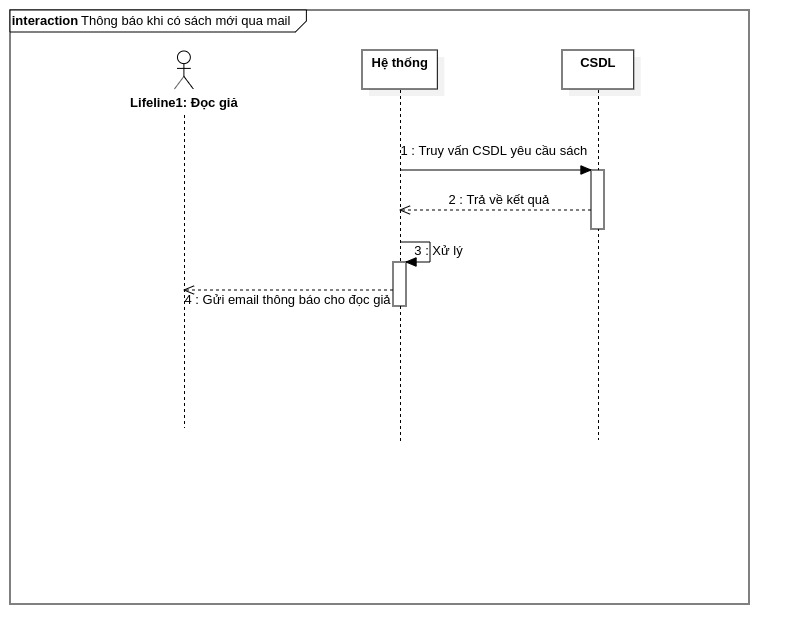 interaction Thông báo khi có sách mới qua mail
Hệ thống
CSDL
Lifeline1: Đọc giả
1 : Truy vấn CSDL yêu cầu sách
2 : Trả về kết quả
3 : Xử lý
4 : Gửi email thông báo cho đọc giả